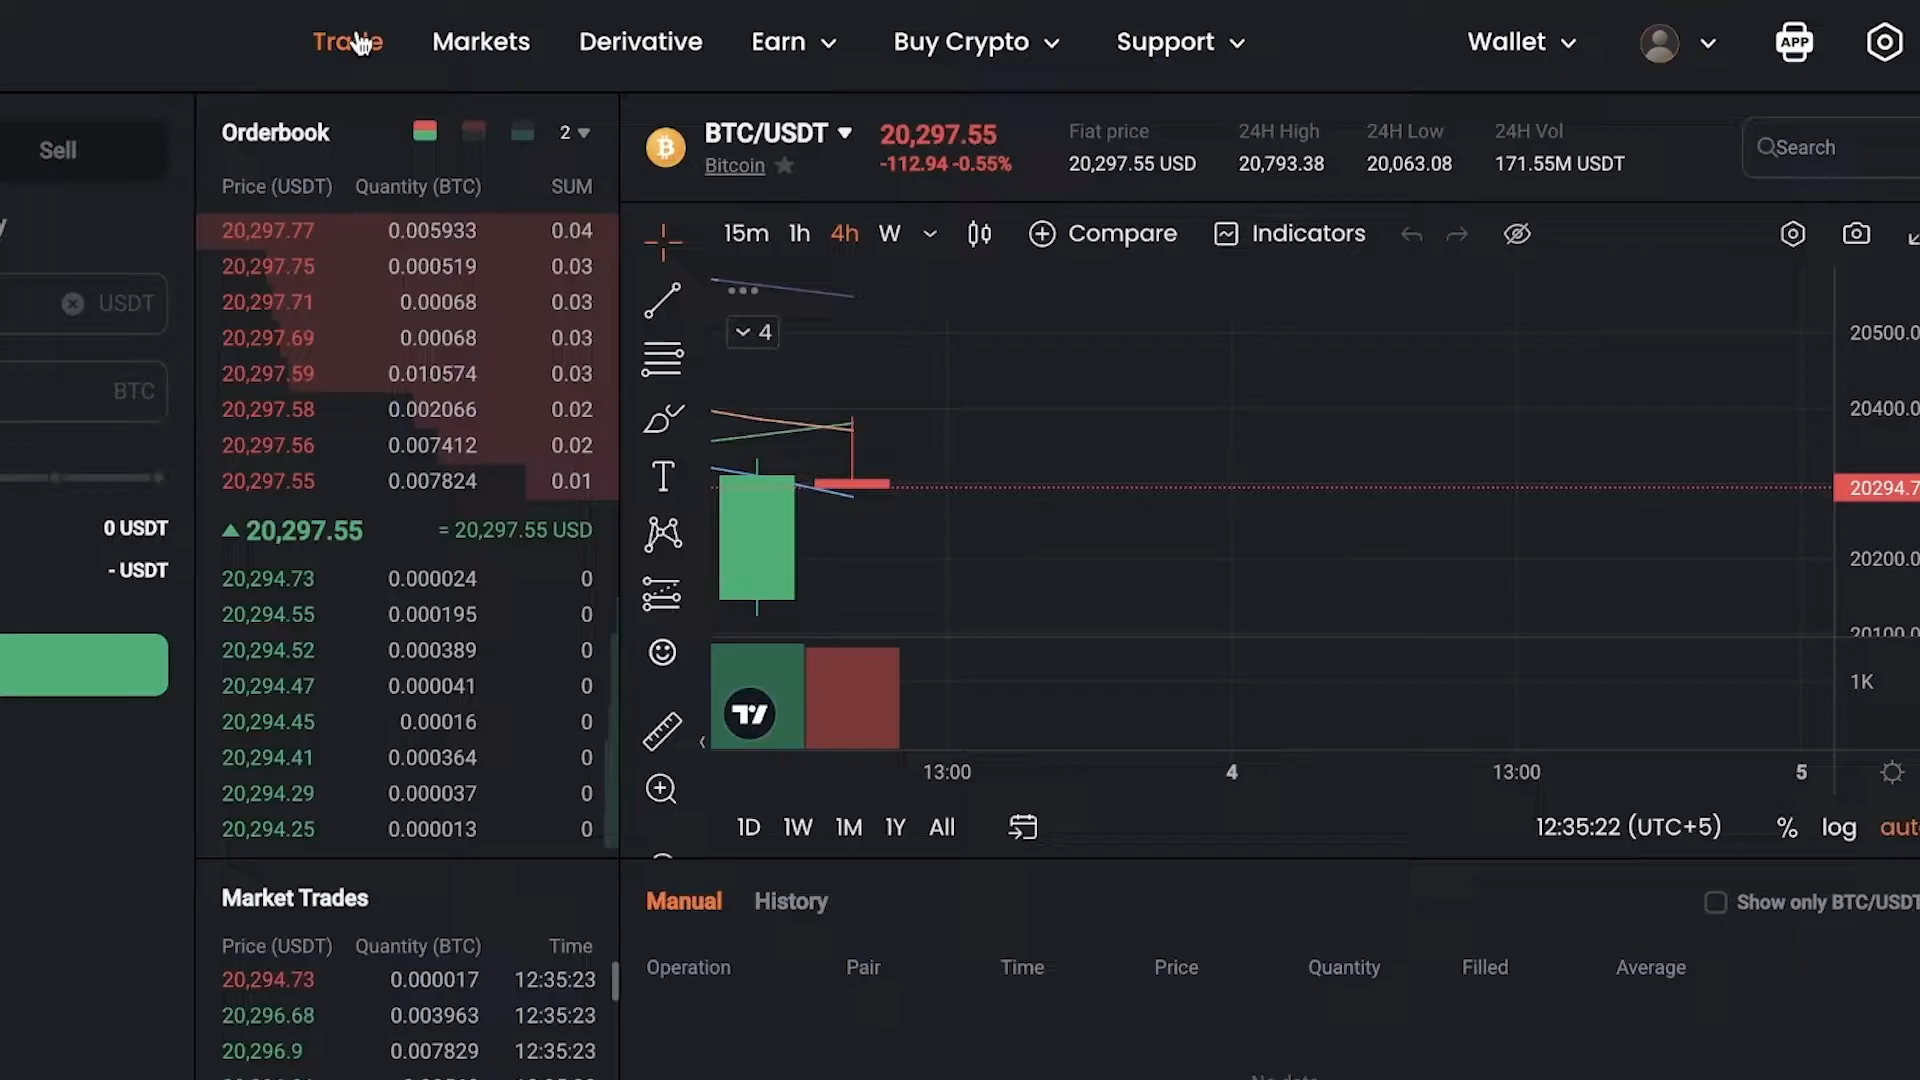 Trade Markets Derivative Earn Buy Crypto Support Wallet APP
Sell
USDT
BTC
0 USDT
- USDT
Orderbook 2
Price (USDT) Quantity (BTC) SUM
20,297.77 0.005933 0.04
20,297.75 0.000519 0.03
20,297.71 0.00068 0.03
20,297.69 0.00068 0.03
20,297.59 0.010574 0.03
20,297.58 0.002066 0.02
20,297.56 0.007412 0.02
20,297.55 0.007824 0.01
20,297.55 = 20,297.55 USD
20,294.73 0.000024 0
20,294.55 0.000195 0
20,294.52 0.000389 0
20,294.47 0.000041 0
20,294.45 0.00016 0
20,294.41 0.000364 0
20,294.29 0.000037 0
20,294.25 0.000013 0
Market Trades
Price (USDT) Quantity (BTC) Time
20,294.73 0.000017 12:35:23
20,296.68 0.003963 12:35:23
20,296.9 0.007829 12:35:23
BTC/USDT 20,297.55 Fiat price 24H High 24H Low 24H Vol
Bitcoin -112.94 -0.55% 20,297.55 USD 20,793.38 20,063.08 171.55M USDT
Search
15m 1h 4h W Compare Indicators
4
20500.0
20400.0
20294.7
20200.0
20100.0
1K
13:00 4 13:00 5
1D 1W 1M 1Y All 12:35:22 (UTC+5) % log aut
Manual History Show only BTC/USDT
Operation Pair Time Price Quantity Filled Average